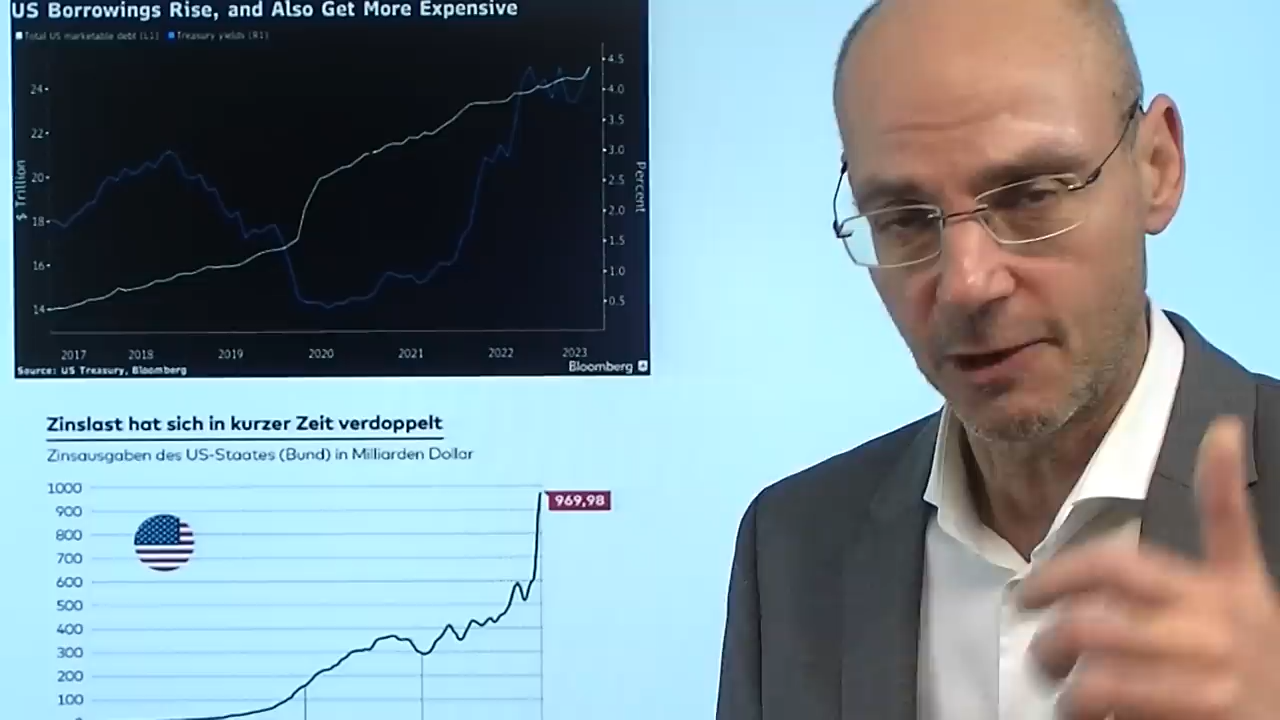 US Borrowings Rise, and Also Get More Expensive
Total US marketable debt (L1) Treasury yields (R1)
4.5
24
4.0
22
3.5
3.0
20
2.5
18
2.0
1.5
16
1.0
14
0.5
$ Trillion
Percent
2017 2018 2019 2020 2021 2022 2023
Source: US Treasury, Bloomberg
Bloomberg
Zinslast hat sich in kurzer Zeit verdoppelt
Zinsausgaben des US-Staates (Bund) in Milliarden Dollar
1000
969,98
900
800
700
600
500
400
300
200
100